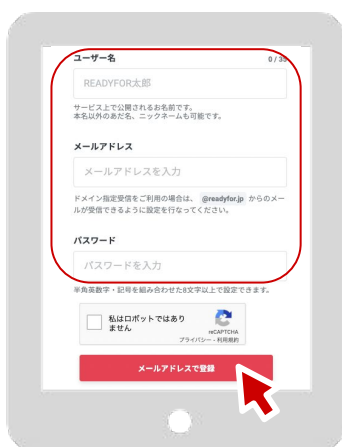 ユーザー名
0 / 35
READYFOR太郎
サービス上で公開されるお名前です。
本名以外のあだ名、ニックネームも可能です。
メールアドレス
メールアドレスを入力
ドメイン指定受信をご利用の場合は、 @readyfor.jp からのメー
ルが受信できるように設定を行なってください。
パスワード
パスワードを入力
半角英数字・記号を組み合わせた8文字以上で設定できます。
私はロボットではあり
ません
reCAPTCHA
プライバシー・利用規約
メールアドレスで登録